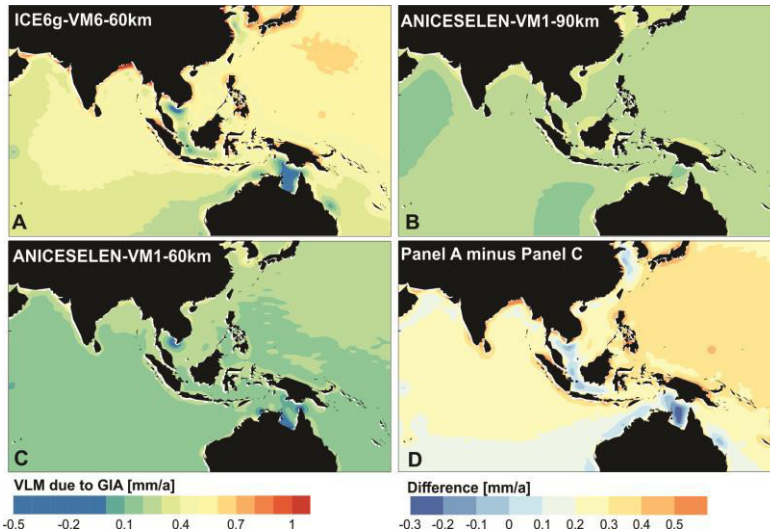 ICE6g-VM6-60km
ANICESELEN-VM1-90km
A
B
ANICESELEN-VM1-60km
Panel A minus Panel C
C
D
VLM due to GIA [mm/a]
Difference [mm/a]
-0.5 -0.2 0.1 0.4 0.7 1
-0.3 -0.2 -0.1 0 0.1 0.2 0.3 0.4 0.5